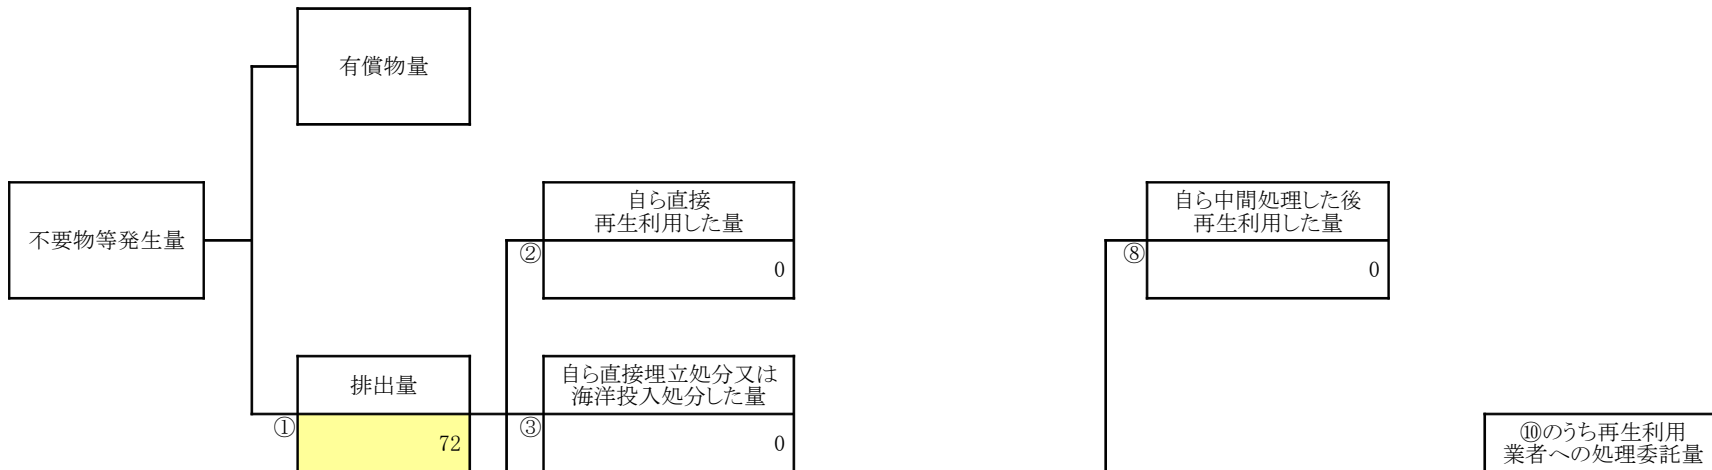 有償物量
不要物等発生量
自ら直接
再生利用した量
②
0
自ら中間処理した後
再生利用した量
⑧
0
排出量
①
72
自ら直接埋立処分又は
海洋投入処分した量
③
0
⑩のうち再生利用
業者への処理委託量